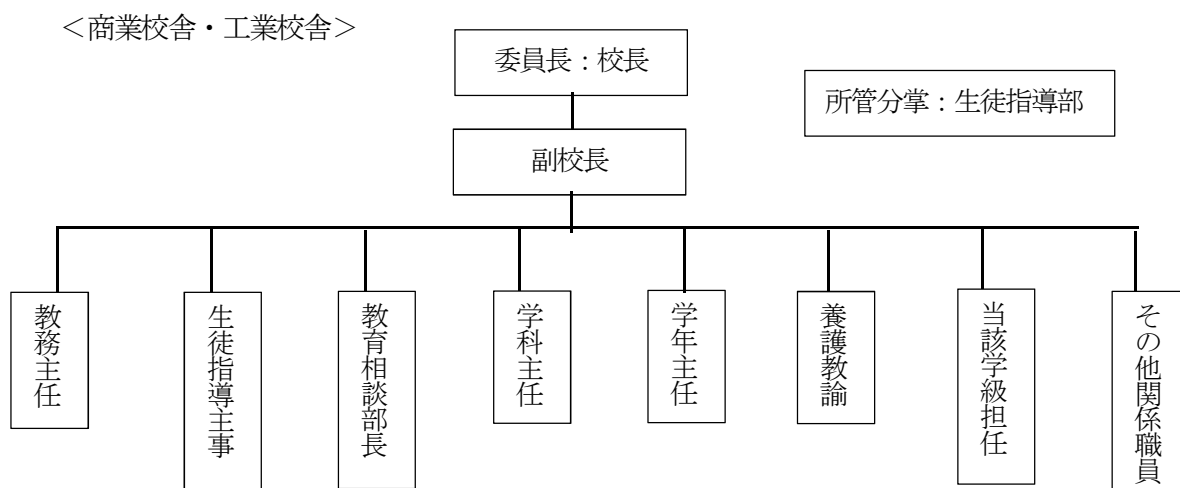 ＜商業校舎・工業校舎＞
委員長：校長
所管分掌：生徒指導部
副校長
教務主任
生徒指導主事
教育相談部長
学科主任
学年主任
養護教諭
当該学級担任
その他関係職員